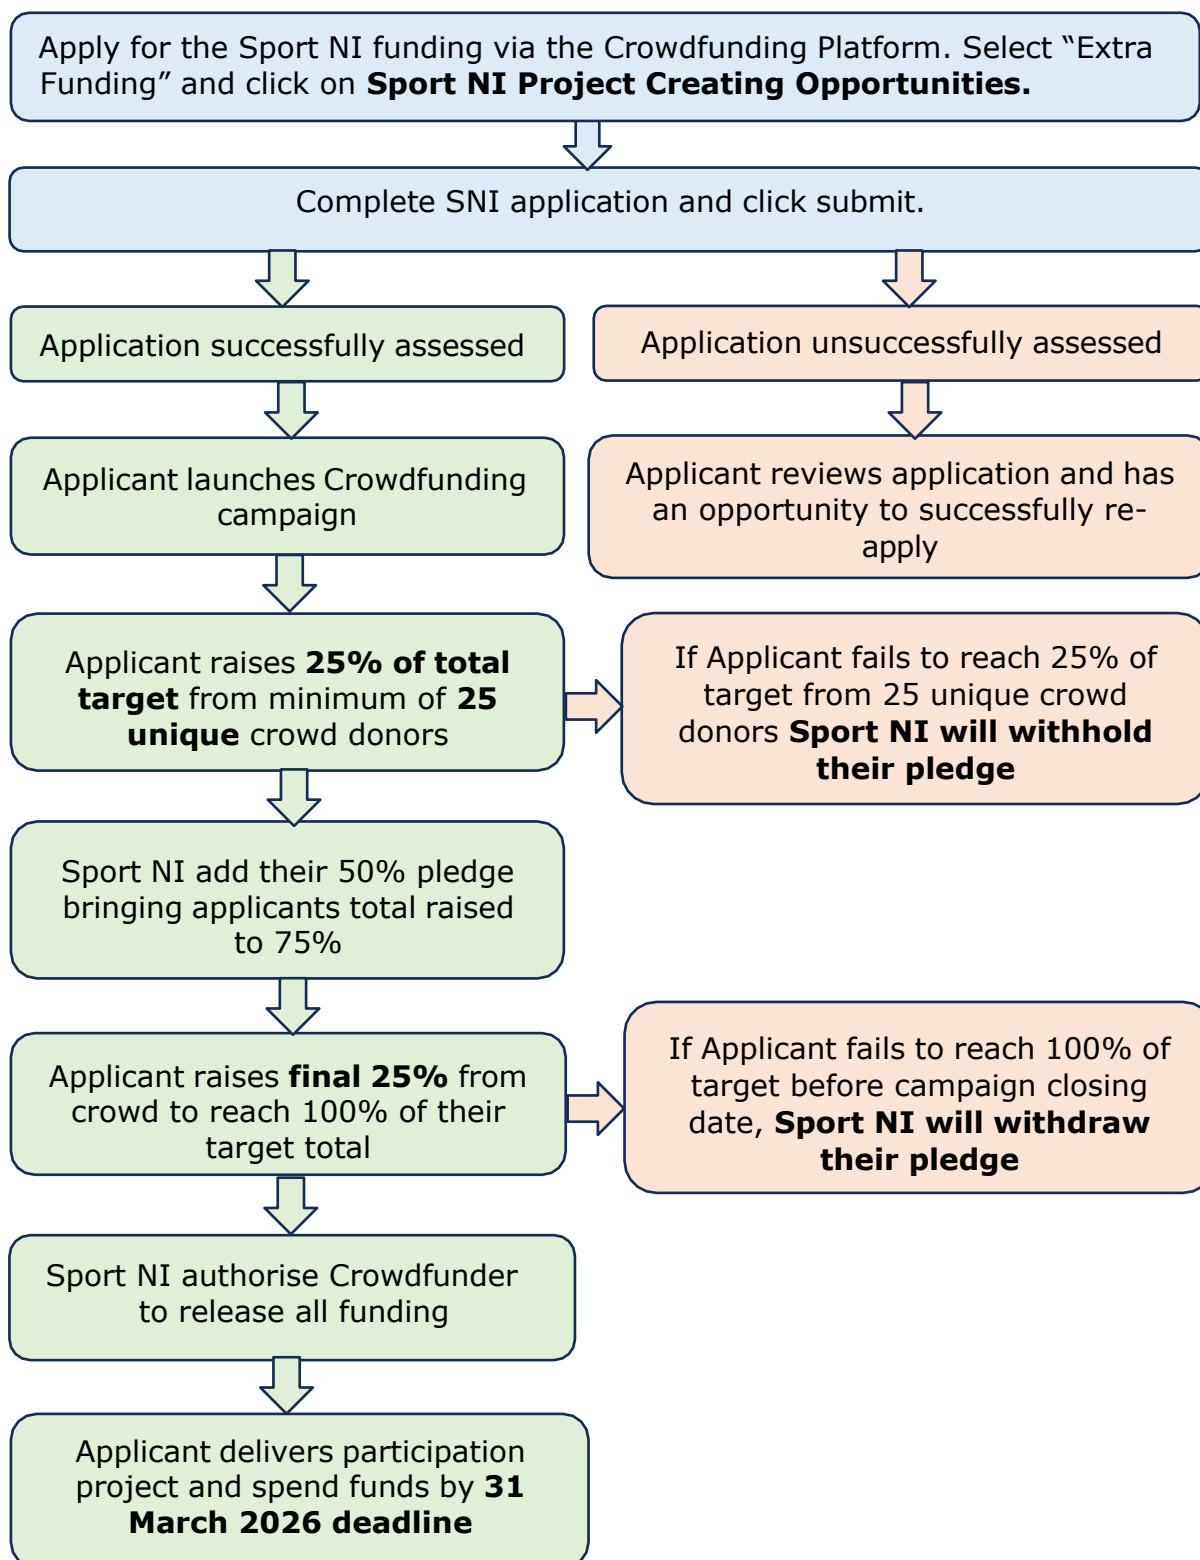 Apply for the Sport NI funding via the Crowdfunding Platform. Select “Extra
Funding” and click on Sport NI Project Creating Opportunities.
Complete SNI application and click submit.
Application successfully assessed
Application unsuccessfully assessed
Applicant launches Crowdfunding
campaign
Applicant reviews application and has
an opportunity to successfully re-
apply
Applicant raises 25% of total
target from minimum of 25
unique crowd donors
If Applicant fails to reach 25% of
target from 25 unique crowd
donors Sport NI will withhold
their pledge
Sport NI add their 50% pledge
bringing applicants total raised
to 75%
Applicant raises final 25% from
crowd to reach 100% of their
target total
If Applicant fails to reach 100% of
target before campaign closing
date, Sport NI will withdraw
their pledge
Sport NI authorise Crowdfunder
to release all funding
Applicant delivers participation
project and spend funds by 31
March 2026 deadline